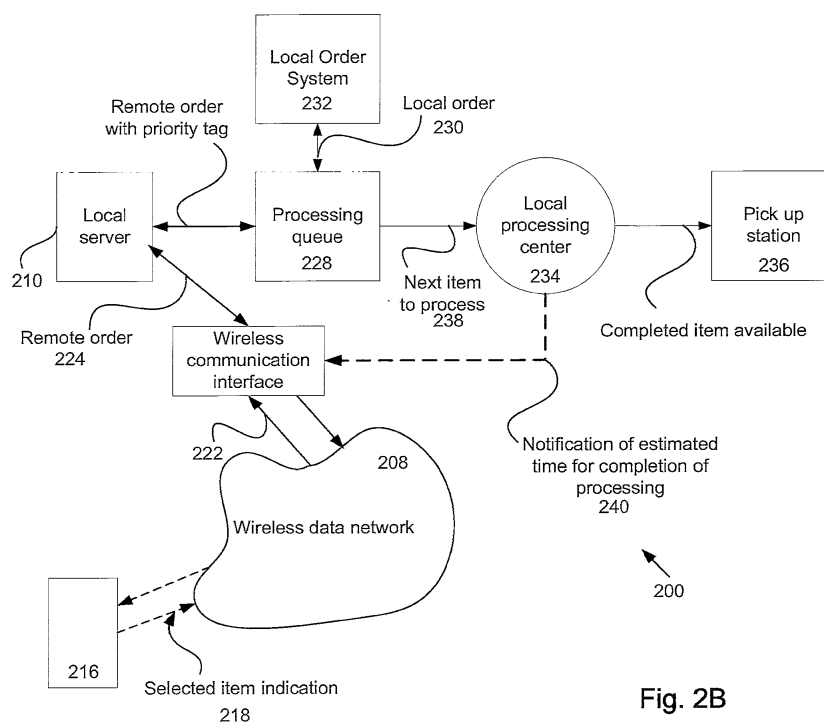 Local Order
System
232
Remote order
with priority tag
Local order
230
Local
server
Processing
queue
228
Local
processing
center
234
Pick up
station
236
210
Next item
to process
238
Completed item available
Remote order
224
Wireless
communication
interface
222
208
Notification of estimated
time for completion of
processing
240
Wireless data network
200
216
Selected item indication
218
Fig. 2B